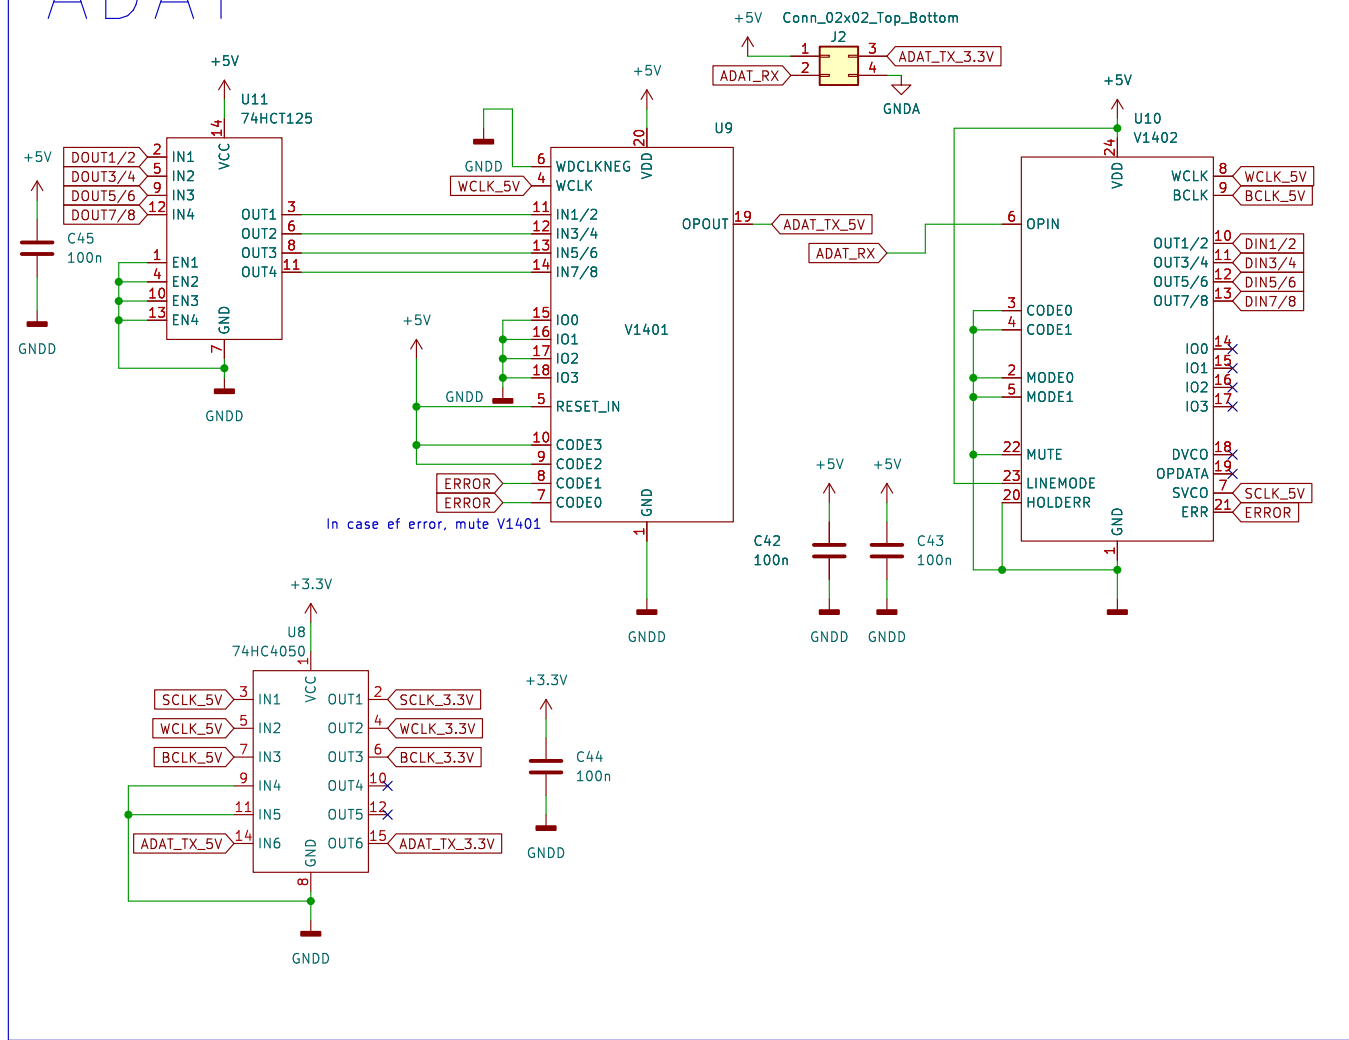 ADAT
+5V
Conn_02x02_Top_Bottom
J2
1
3
ADAT_TX_3.3V
ADAT_RX
2
4
GNDA
+5V
U11
74HCT125
14
VCC
+5V
DOUT1/2
2
IN1
DOUT3/4
5
IN2
DOUT5/6
9
IN3
DOUT7/8
12
IN4
OUT1
3
OUT2
6
OUT3
8
OUT4
11
C45
100n
1
EN1
4
EN2
10
EN3
13
EN4
GND
7
GNDD
GNDD
+5V
U9
20
VDD
GNDD
6
WDCLKNEG
WCLK_5V
4
WCLK
11
IN1/2
12
IN3/4
13
IN5/6
14
IN7/8
OPOUT
19
ADAT_TX_5V
ADAT_RX
+5V
V1401
15
IO0
16
IO1
17
IO2
18
IO3
GNDD
5
RESET_IN
10
CODE3
9
CODE2
ERROR
8
CODE1
ERROR
7
CODE0
In case ef error, mute V1401
GND
1
GNDD
+5V
U10
V1402
24
VDD
WCLK
8
WCLK_5V
BCLK
9
BCLK_5V
6
OPIN
OUT1/2
10
DIN1/2
OUT3/4
11
DIN3/4
OUT5/6
12
DIN5/6
OUT7/8
13
DIN7/8
3
CODE0
4
CODE1
IO0
14
IO1
15
IO2
16
IO3
17
2
MODE0
5
MODE1
22
MUTE
DVCO
18
OPDATA
19
23
LINEMODE
SVCO
7
SCLK_5V
20
HOLDERR
ERR
21
ERROR
GND
1
GNDD
+5V
+5V
C42
100n
C43
100n
GNDD
GNDD
+3.3V
U8
74HC4050
1
VCC
SCLK_5V
3
IN1
OUT1
2
SCLK_3.3V
WCLK_5V
5
IN2
OUT2
4
WCLK_3.3V
BCLK_5V
7
IN3
OUT3
6
BCLK_3.3V
9
IN4
OUT4
10
11
IN5
OUT5
12
ADAT_TX_5V
14
IN6
OUT6
15
ADAT_TX_3.3V
GND
8
GNDD
+3.3V
C44
100n
GNDD